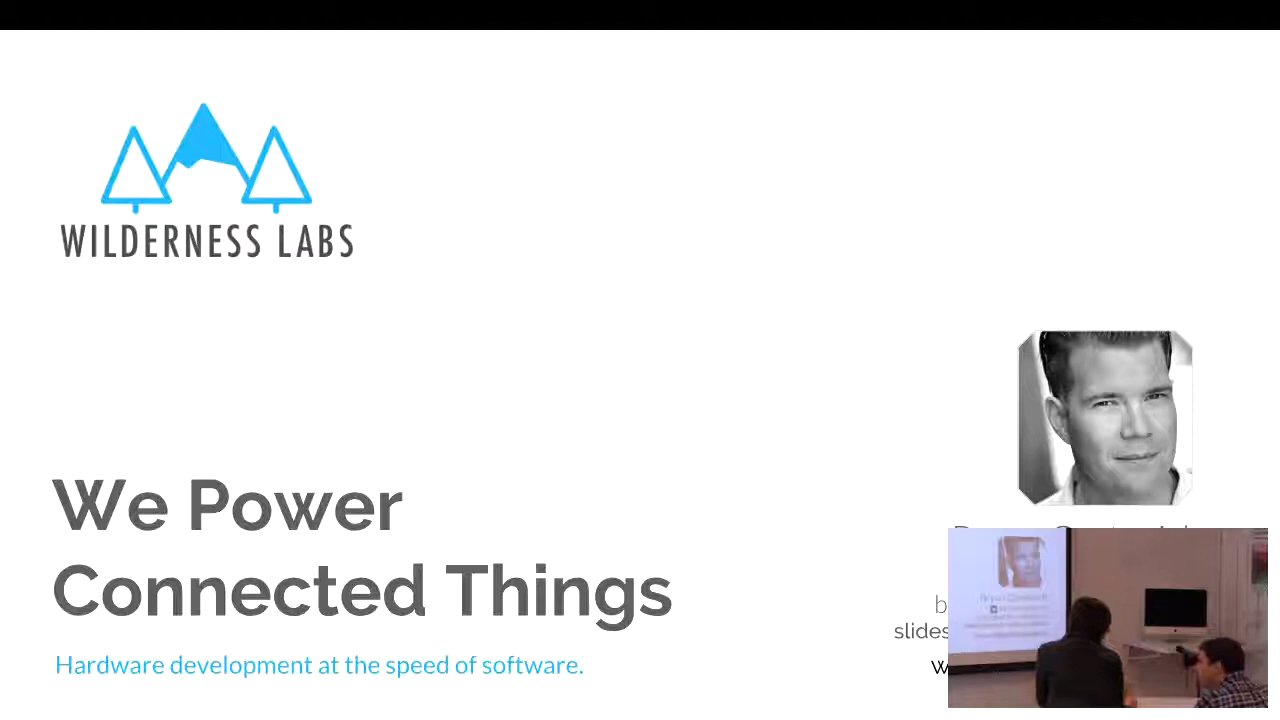 WILDERNESS LABS
We Power
Connected Things
Hardware development at the speed of software.
slides